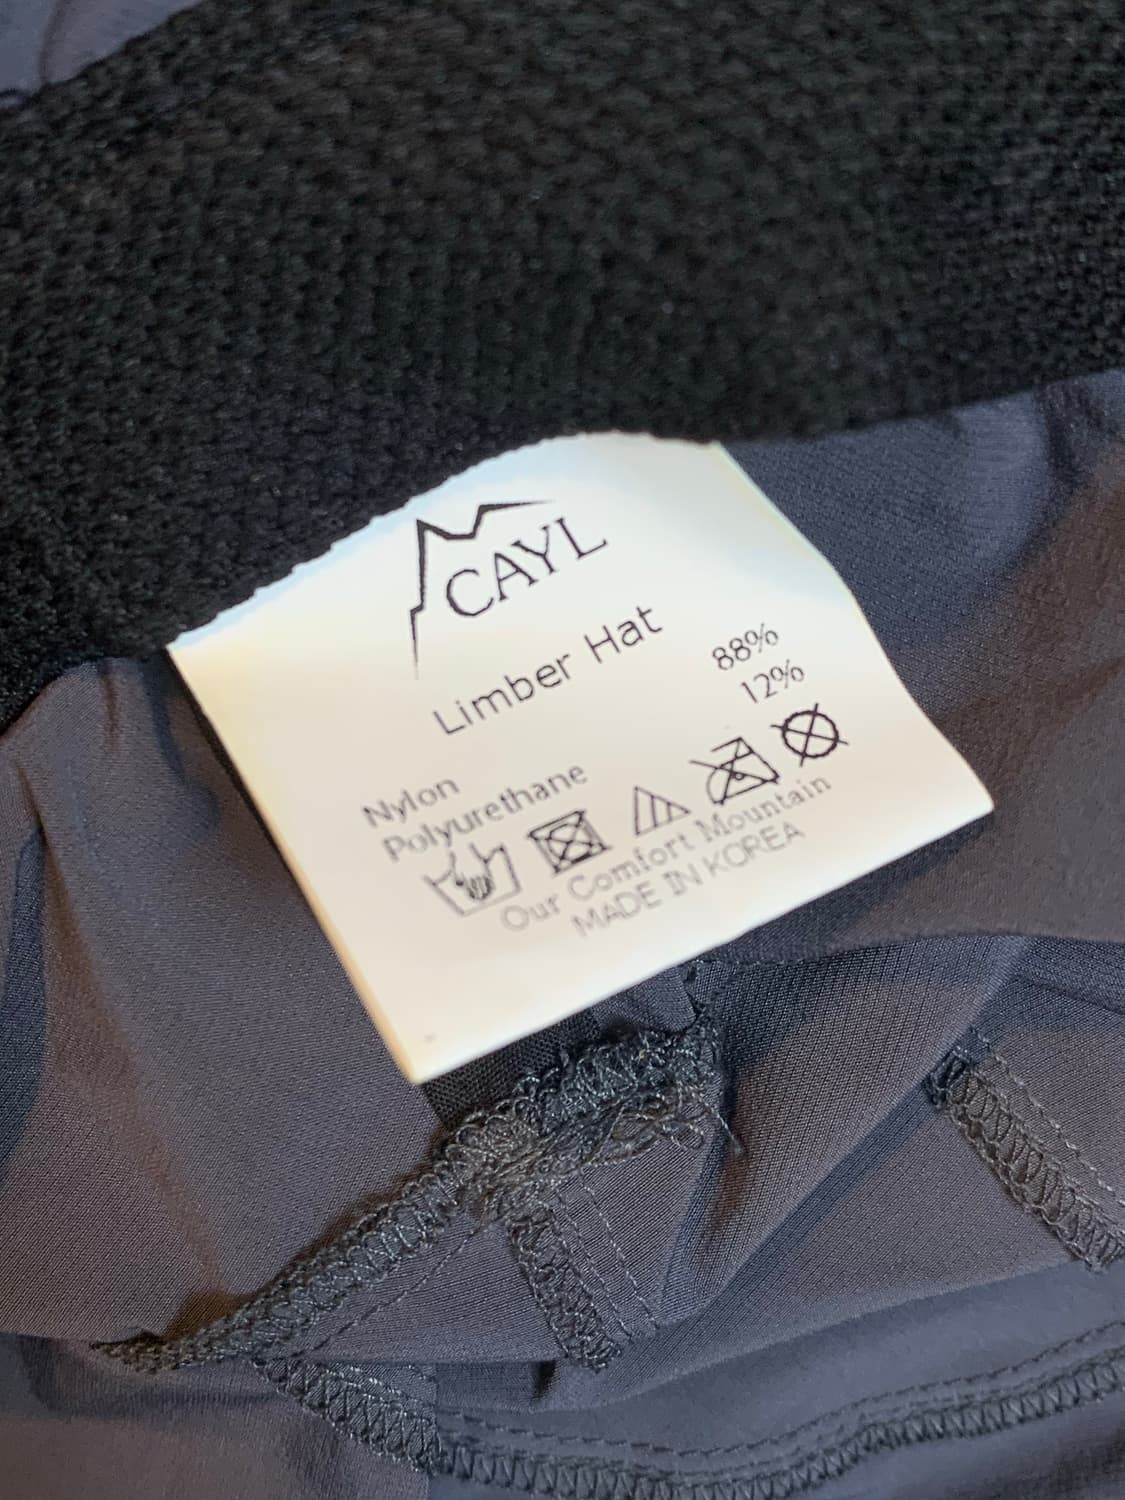 CAYL
Limber Hat
Nylon 88%
Polyurethane 12%
Our Comfort Mountain
MADE IN KOREA